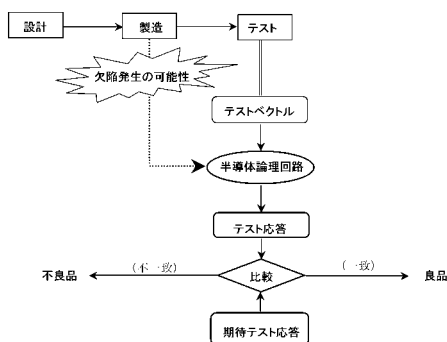 設計
製造
テスト
欠陥発生の可能性
テストベクトル
半導体論理回路
テスト応答
不良品
(不一致)
比較
(一致)
良品
期待テスト応答